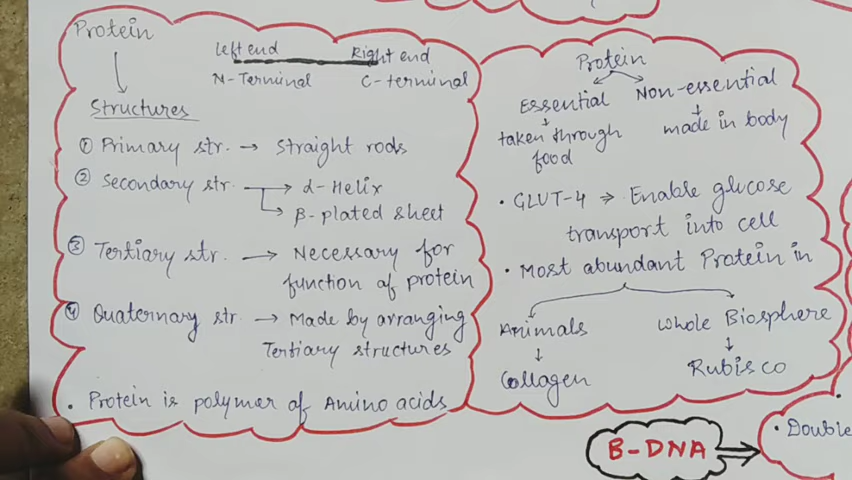 Protein
Left end Right end
N-Terminal C-terminal
Structures
① Primary str. → Straight rods
② Secondary str. → α-Helix
→ β-plated sheet
③ Tertiary str. → Necessary for
function of protein
④ Quaternary str. → Made by arranging
Tertiary structures
• Protein is polymer of Amino acids
Protein
Essential Non-essential
taken through made in body
food
• GLUT-4 → Enable glucose
transport into cell
• Most abundant Protein in
Animals Whole Biosphere
Collagen Rubisco
B-DNA
• Double